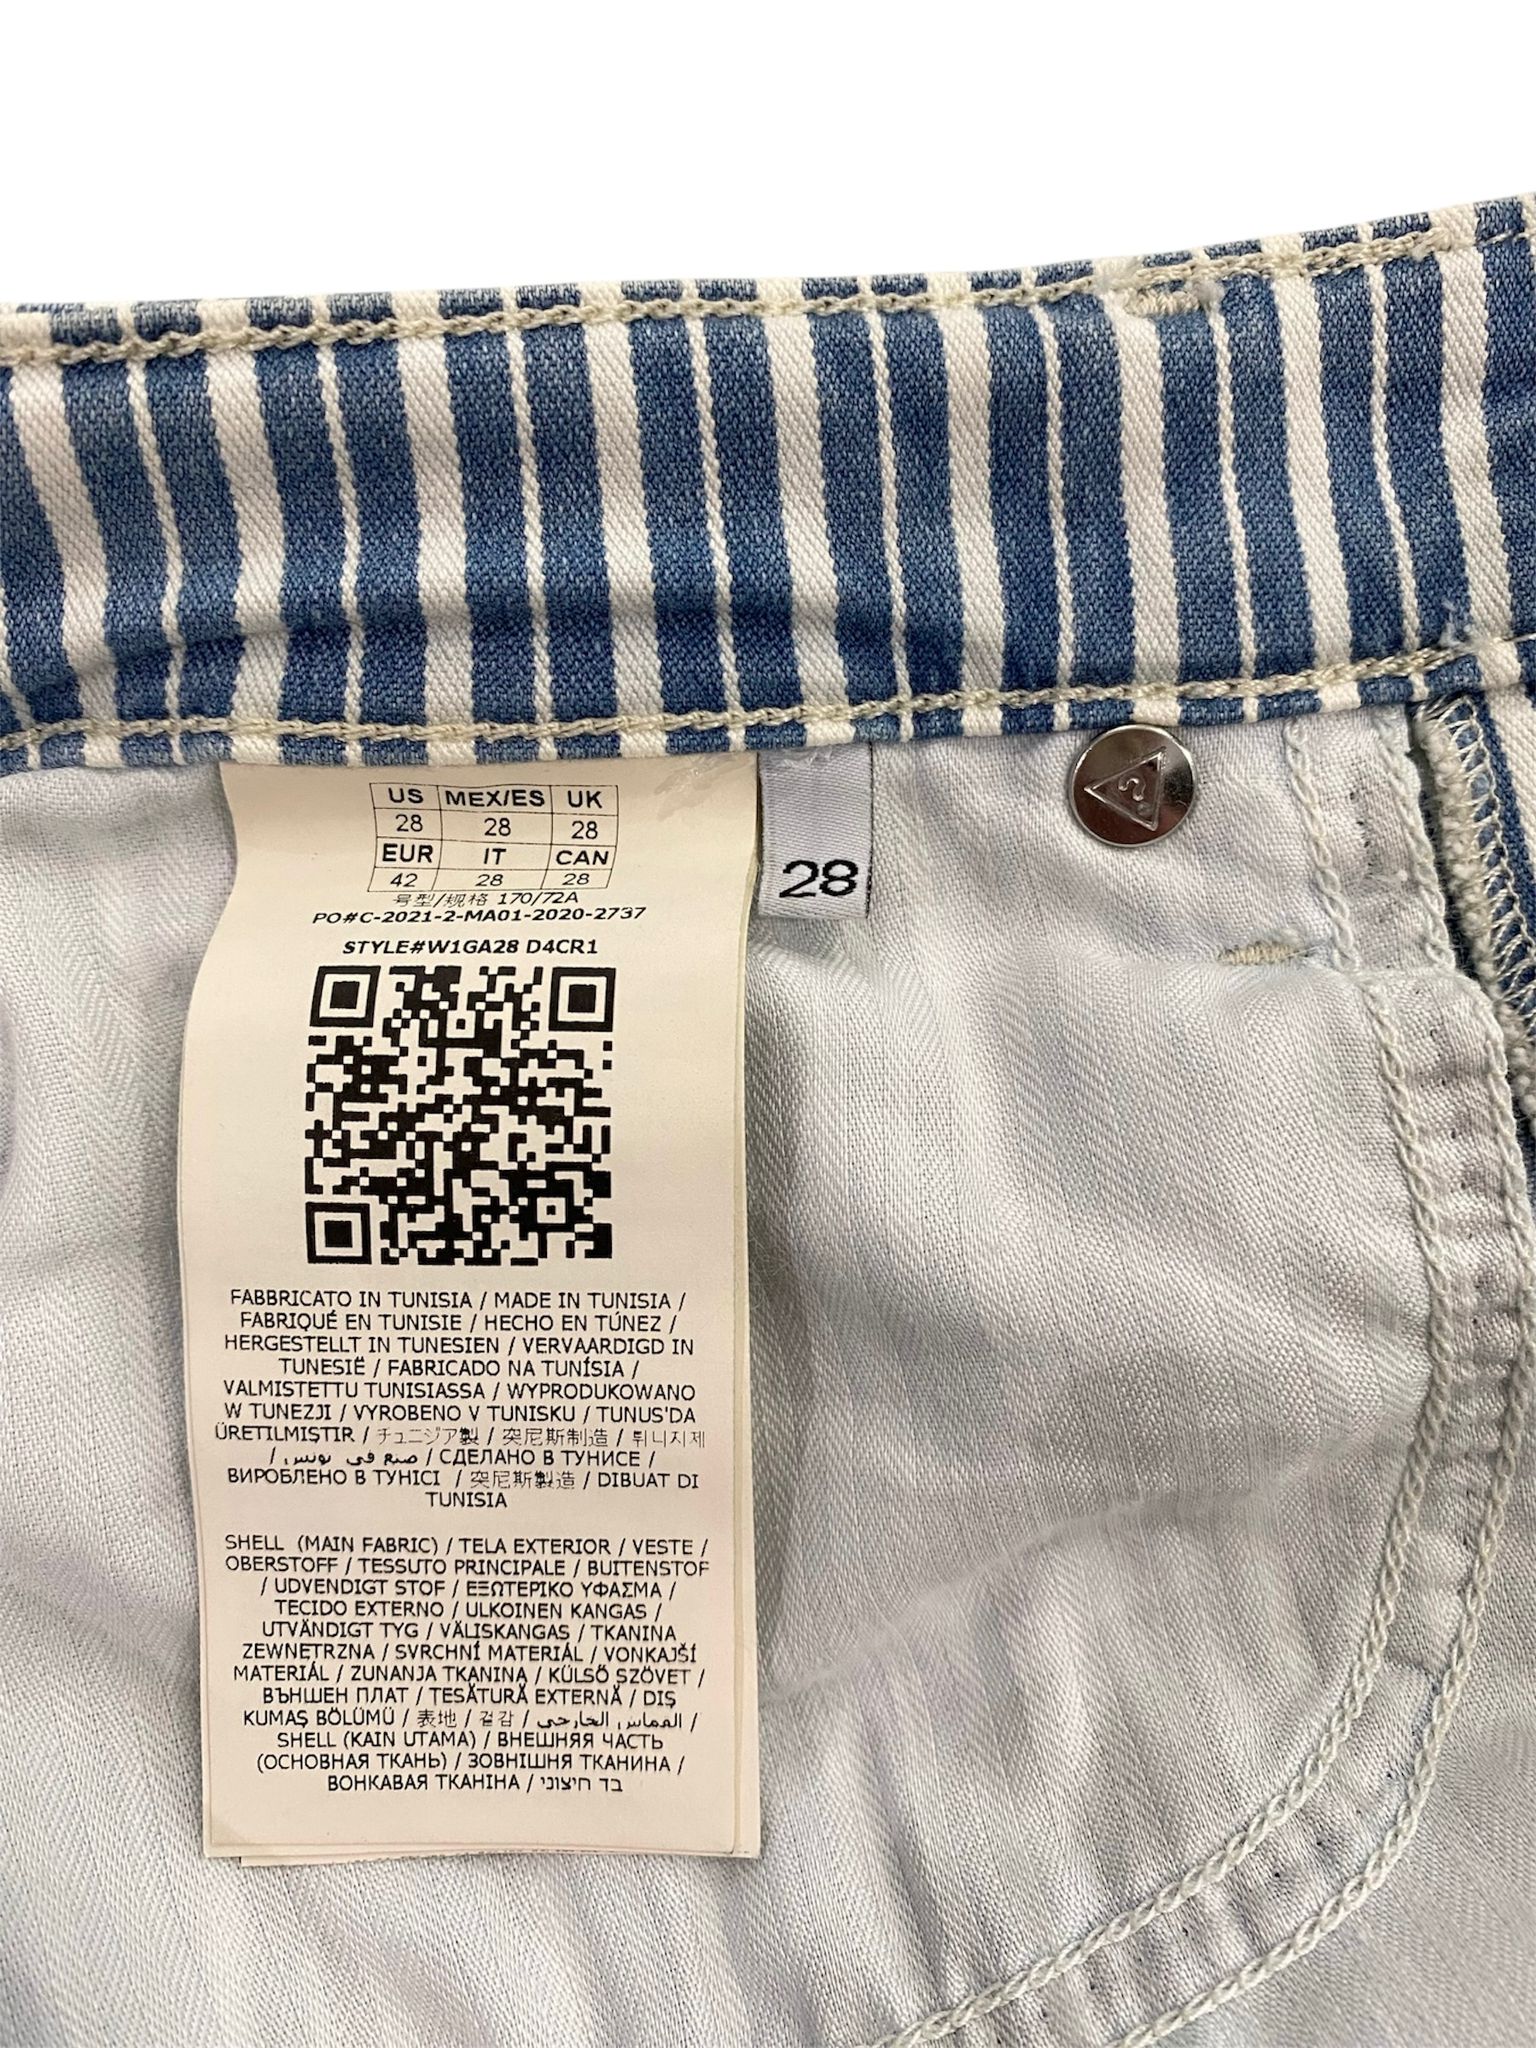 US MEX/ES UK
28 28 28
EUR IT CAN
42 28 28
号型/规格 170/72A
PO#C-2021-2-MA01-2020-2737
STYLE#W1GA28 D4CR1
28
?
FABBRICATO IN TUNISIA / MADE IN TUNISIA /
FABRIQUÉ EN TUNISIE / HECHO EN TÚNEZ /
HERGESTELLT IN TUNESIEN / VERVAARDIGD IN
TUNESIË / FABRICADO NA TUNÍSIA /
VALMISTETTU TUNISIASSA / WYPRODUKOWANO
W TUNEZJI / VYROBENO V TUNISKU / TUNUS'DA
ÜRETILMIŞTIR / チュニジア製 / 突尼斯制造 / 튀니지제
/ صنع في تونس / СДЕЛАНО В ТУНИСЕ /
ВИРОБЛЕНО В ТУНІСІ / 突尼斯製造 / DIBUAT DI
TUNISIA
SHELL (MAIN FABRIC) / TELA EXTERIOR / VESTE /
OBERSTOFF / TESSUTO PRINCIPALE / BUITENSTOF
/ UDVENDIGT STOF / ΕΞΩΤΕΡΙΚΟ ΥΦΑΣΜΑ /
TECIDO EXTERNO / ULKOINEN KANGAS /
UTVÄNDIGT TYG / VÄLISKANGAS / TKANINA
ZEWNĘTRZNA / SVRCHNÍ MATERIÁL / VONKAJŠÍ
MATERIÁL / ZUNANJA TKANINA / KÜLSÖ SZÖVET /
ВЪНШЕН ПЛАТ / TESĂTURĂ EXTERNĂ / DIŞ
KUMAŞ BÖLÜMÜ / 表地 / 겉감 / القماش الخارجي /
SHELL (KAIN UTAMA) / ВНЕШНЯЯ ЧАСТЬ
(ОСНОВНАЯ ТКАНЬ) / ЗОВНІШНЯ ТКАНИНА /
ВОНКАВАЯ ТКАНІНА / בד חיצוני